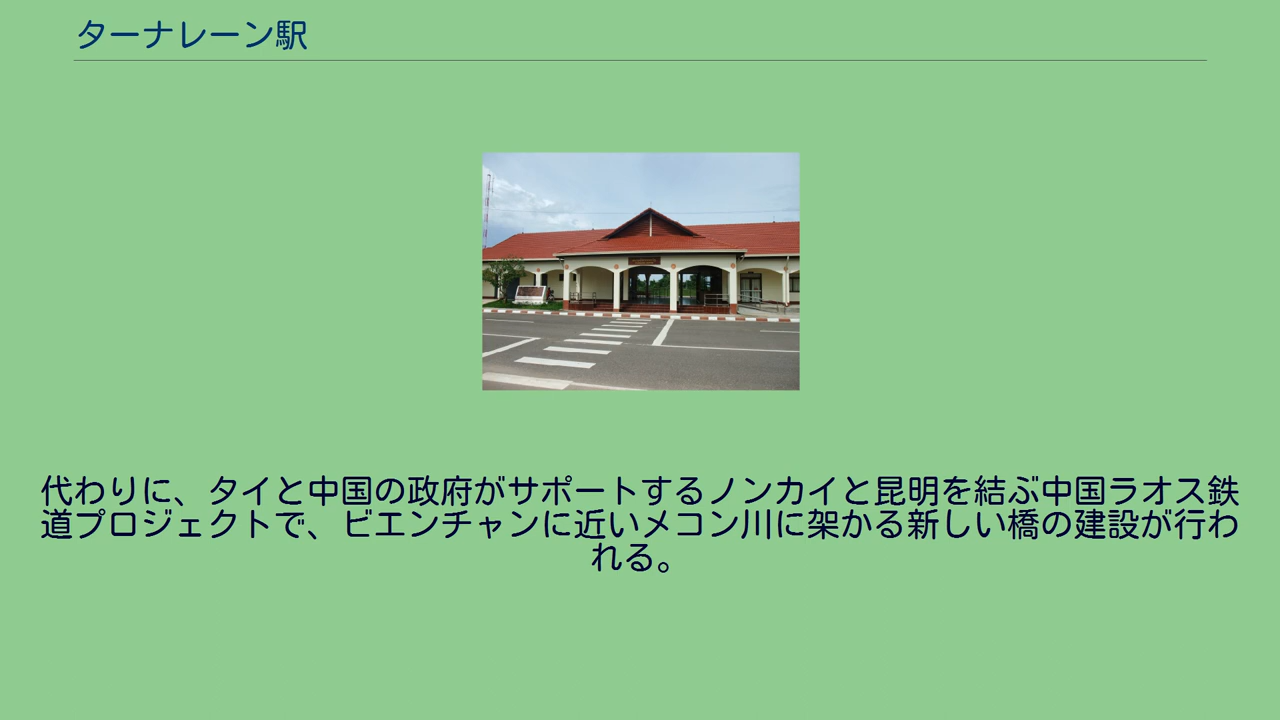 ターナレーン駅
代わりに、タイと中国の政府がサポートするノンカイと昆明を結ぶ中国ラオス鉄
道プロジェクトで、ビエンチャンに近いメコン川に架かる新しい橋の建設が行わ
れる。